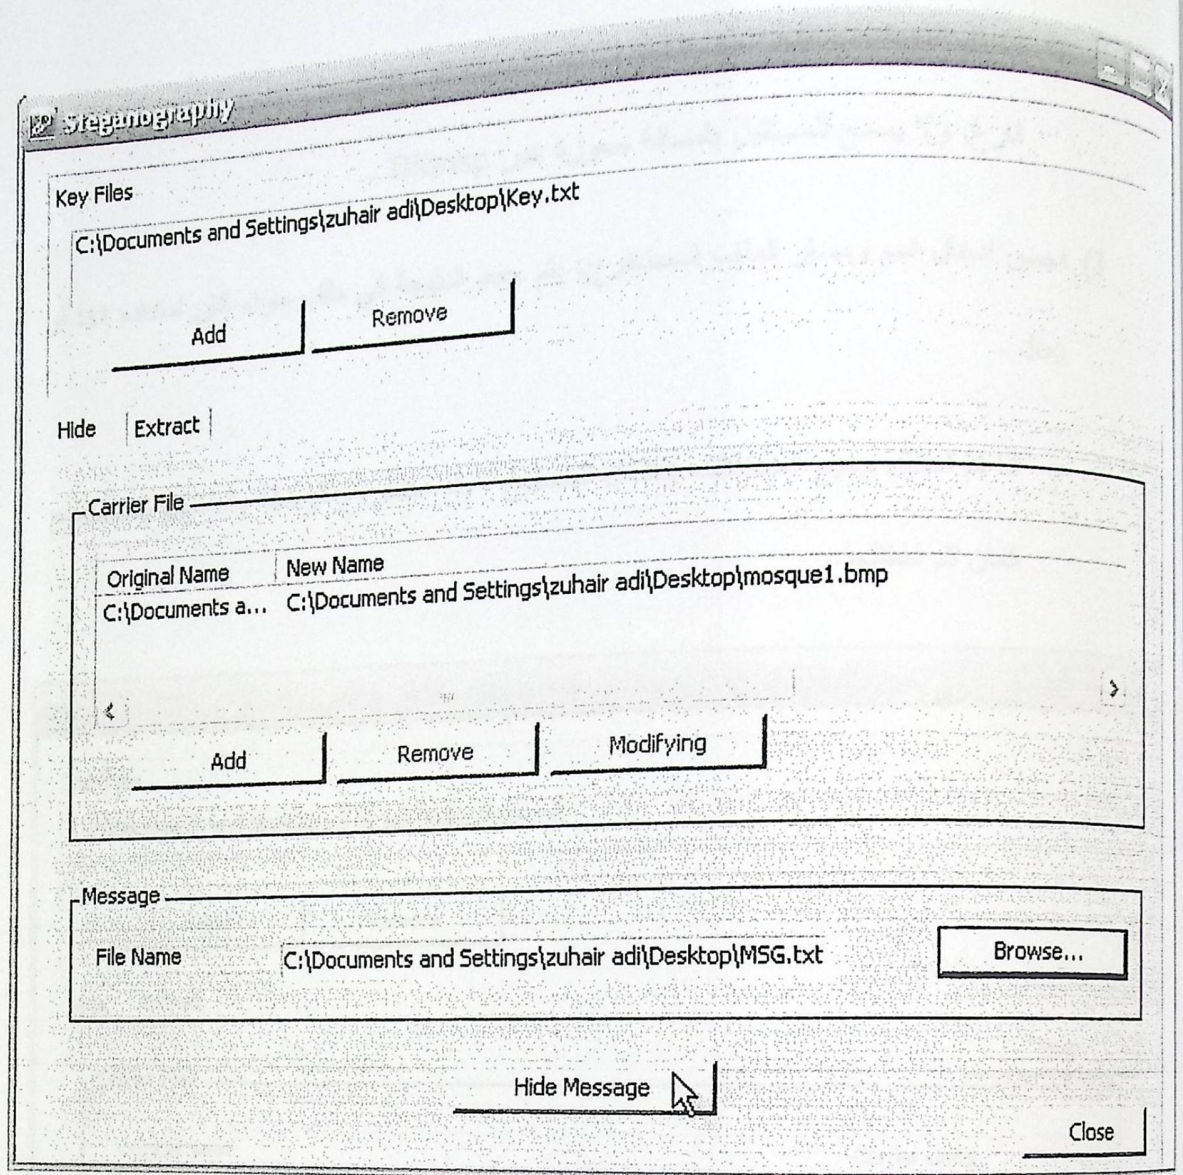 Steganography
Key Files
C:\Documents and Settings\zuhair adi\Desktop\Key.txt
Add Remove
Hide Extract
Carrier File
Original Name New Name
C:\Documents a... C:\Documents and Settings\zuhair adi\Desktop\mosque1.bmp
Add Remove Modifying
Message
File Name C:\Documents and Settings\zuhair adi\Desktop\MSG.txt Browse...
Hide Message
Close